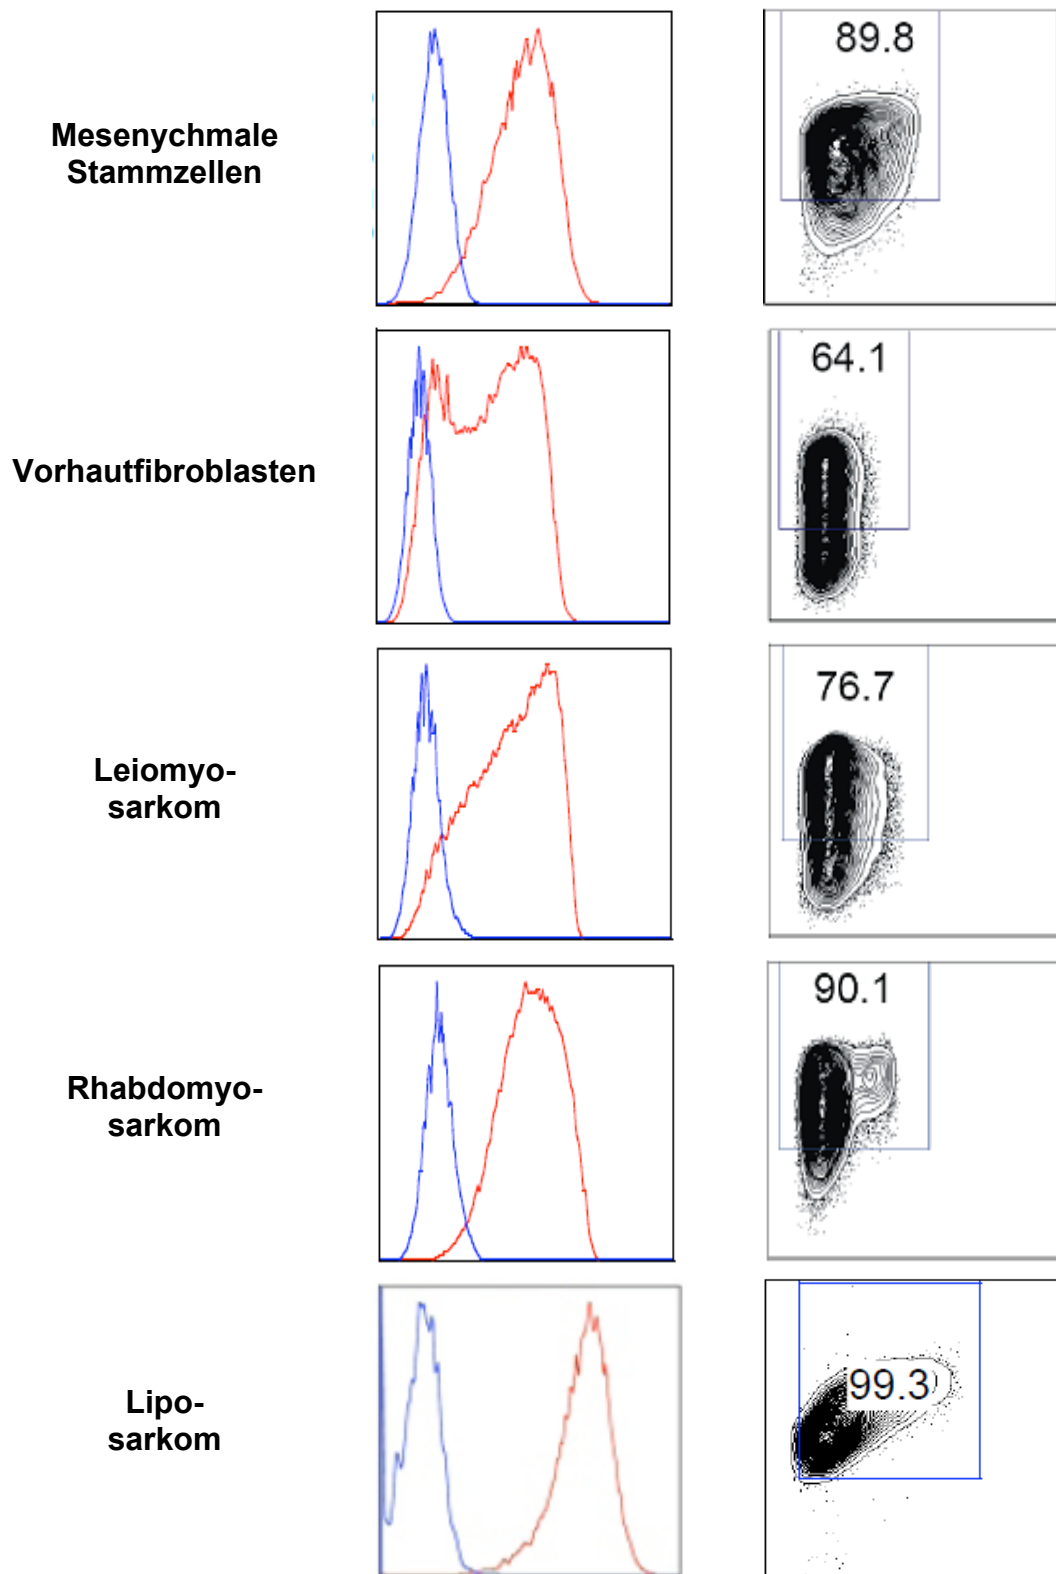 89.8
Mesenychmale
Stammzellen
64.1
Vorhautfibroblasten
76.7
Leiomyo-
sarkom
90.1
Rhabdomyo-
sarkom
99.3
Lipo-
sarkom